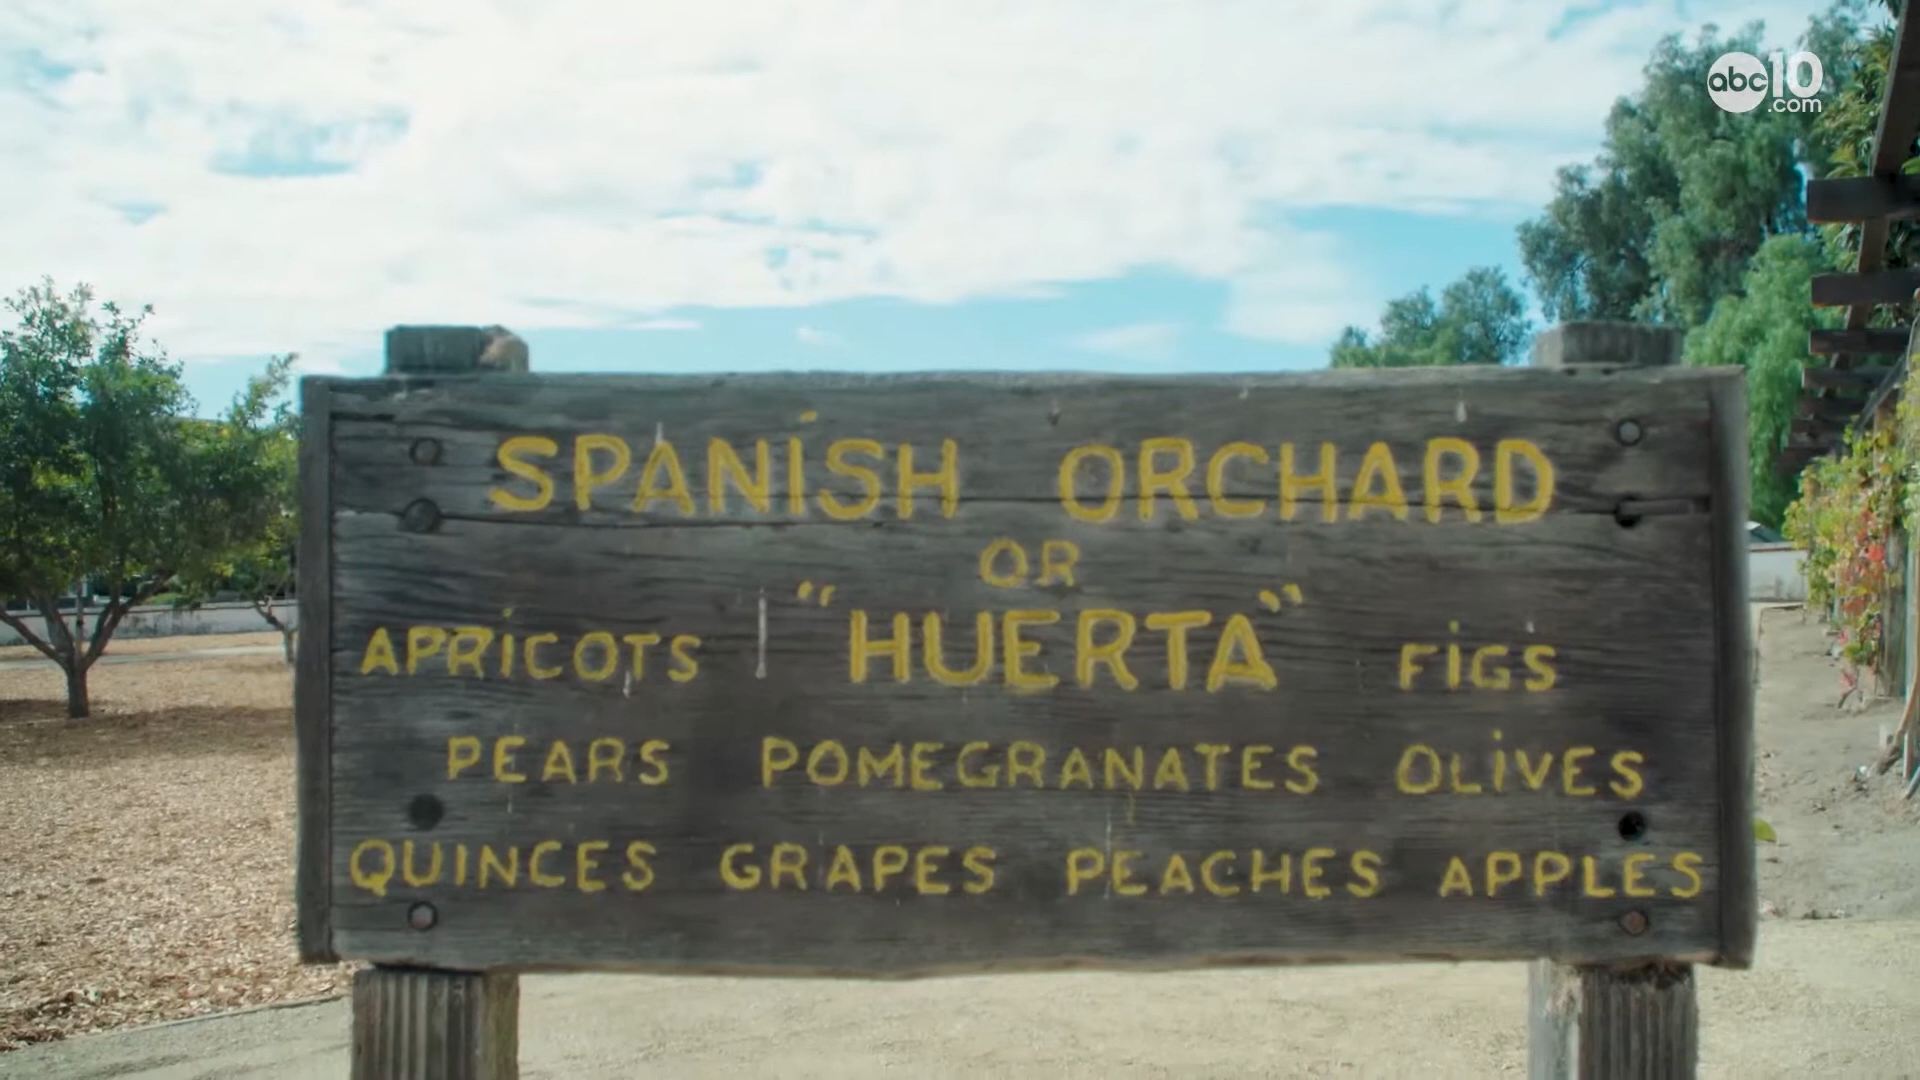 abc10
.com
SPANISH ORCHARD
OR
APRICOTS "HUERTA" FIGS
PEARS POMEGRANATES OLIVES
QUINCES GRAPES PEACHES APPLES